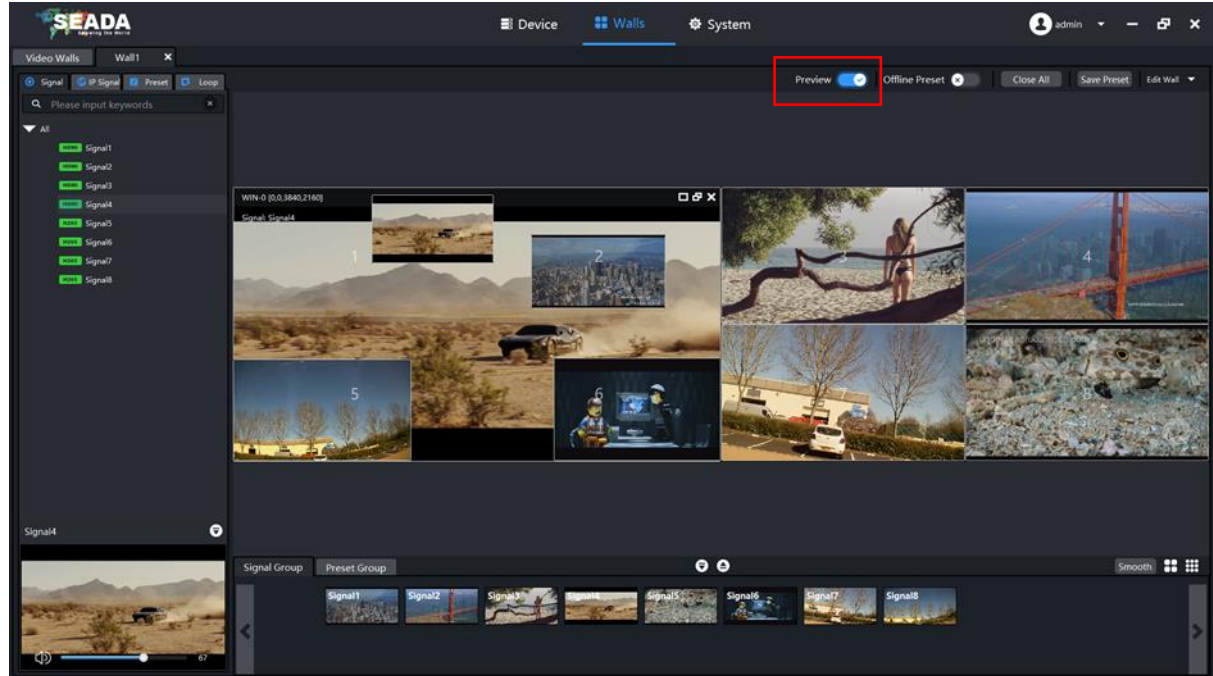 SEADA
Device
Walls
System
admin
Video Walls
Wall1
Signal
IP Signal
Preset
Loop
Preview
Offline Preset
Close All
Save Preset
Edit Wall
Please input keywords
All
Signal1
Signal2
Signal3
Signal4
Signal5
Signal6
Signal7
Signal8
WIN-0 [0,0,3840,2160]
Signal: Signal4
1
2
3
4
5
6
7
8
Signal4
67
Signal Group
Preset Group
Smooth
Signal1
Signal2
Signal3
Signal4
Signal5
Signal6
Signal7
Signal8